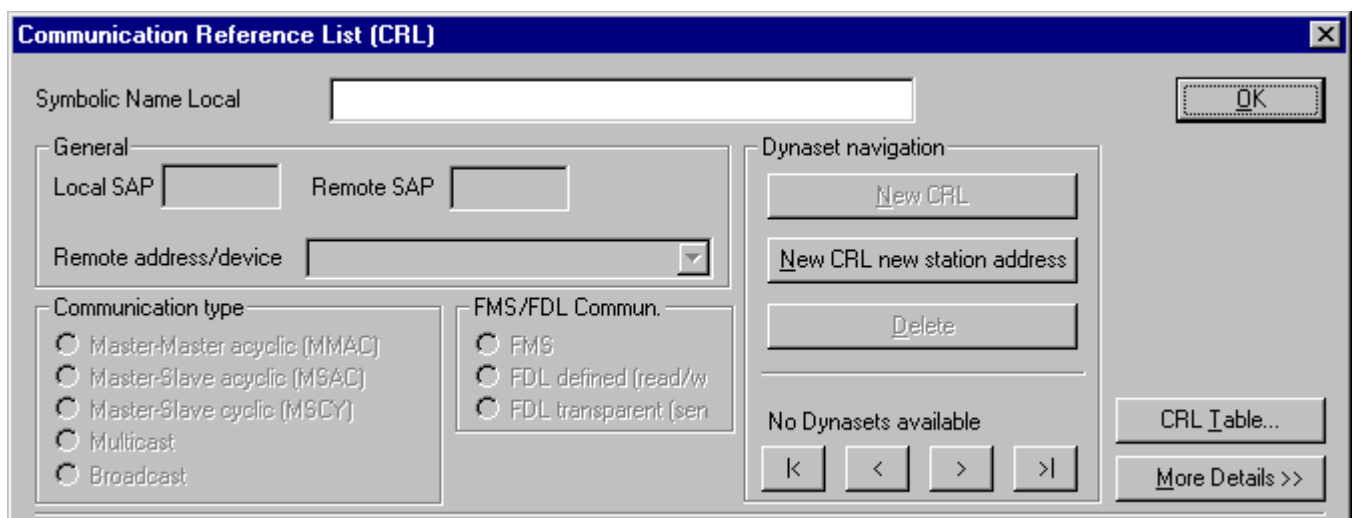 Communication Reference List (CRL)
Symbolic Name Local
OK
General
Local SAP
Remote SAP
Remote address/device
Communication type
Master-Master acyclic (MMAC)
Master-Slave acyclic (MSAC)
Master-Slave cyclic (MSCY)
Multicast
Broadcast
FMS/FDL Commun.
FMS
FDL defined (read/w
FDL transparent (sen
Dynaset navigation
New CRL
New CRL new station address
Delete
No Dynasets available
|< < > >|
CRL Table...
More Details >>